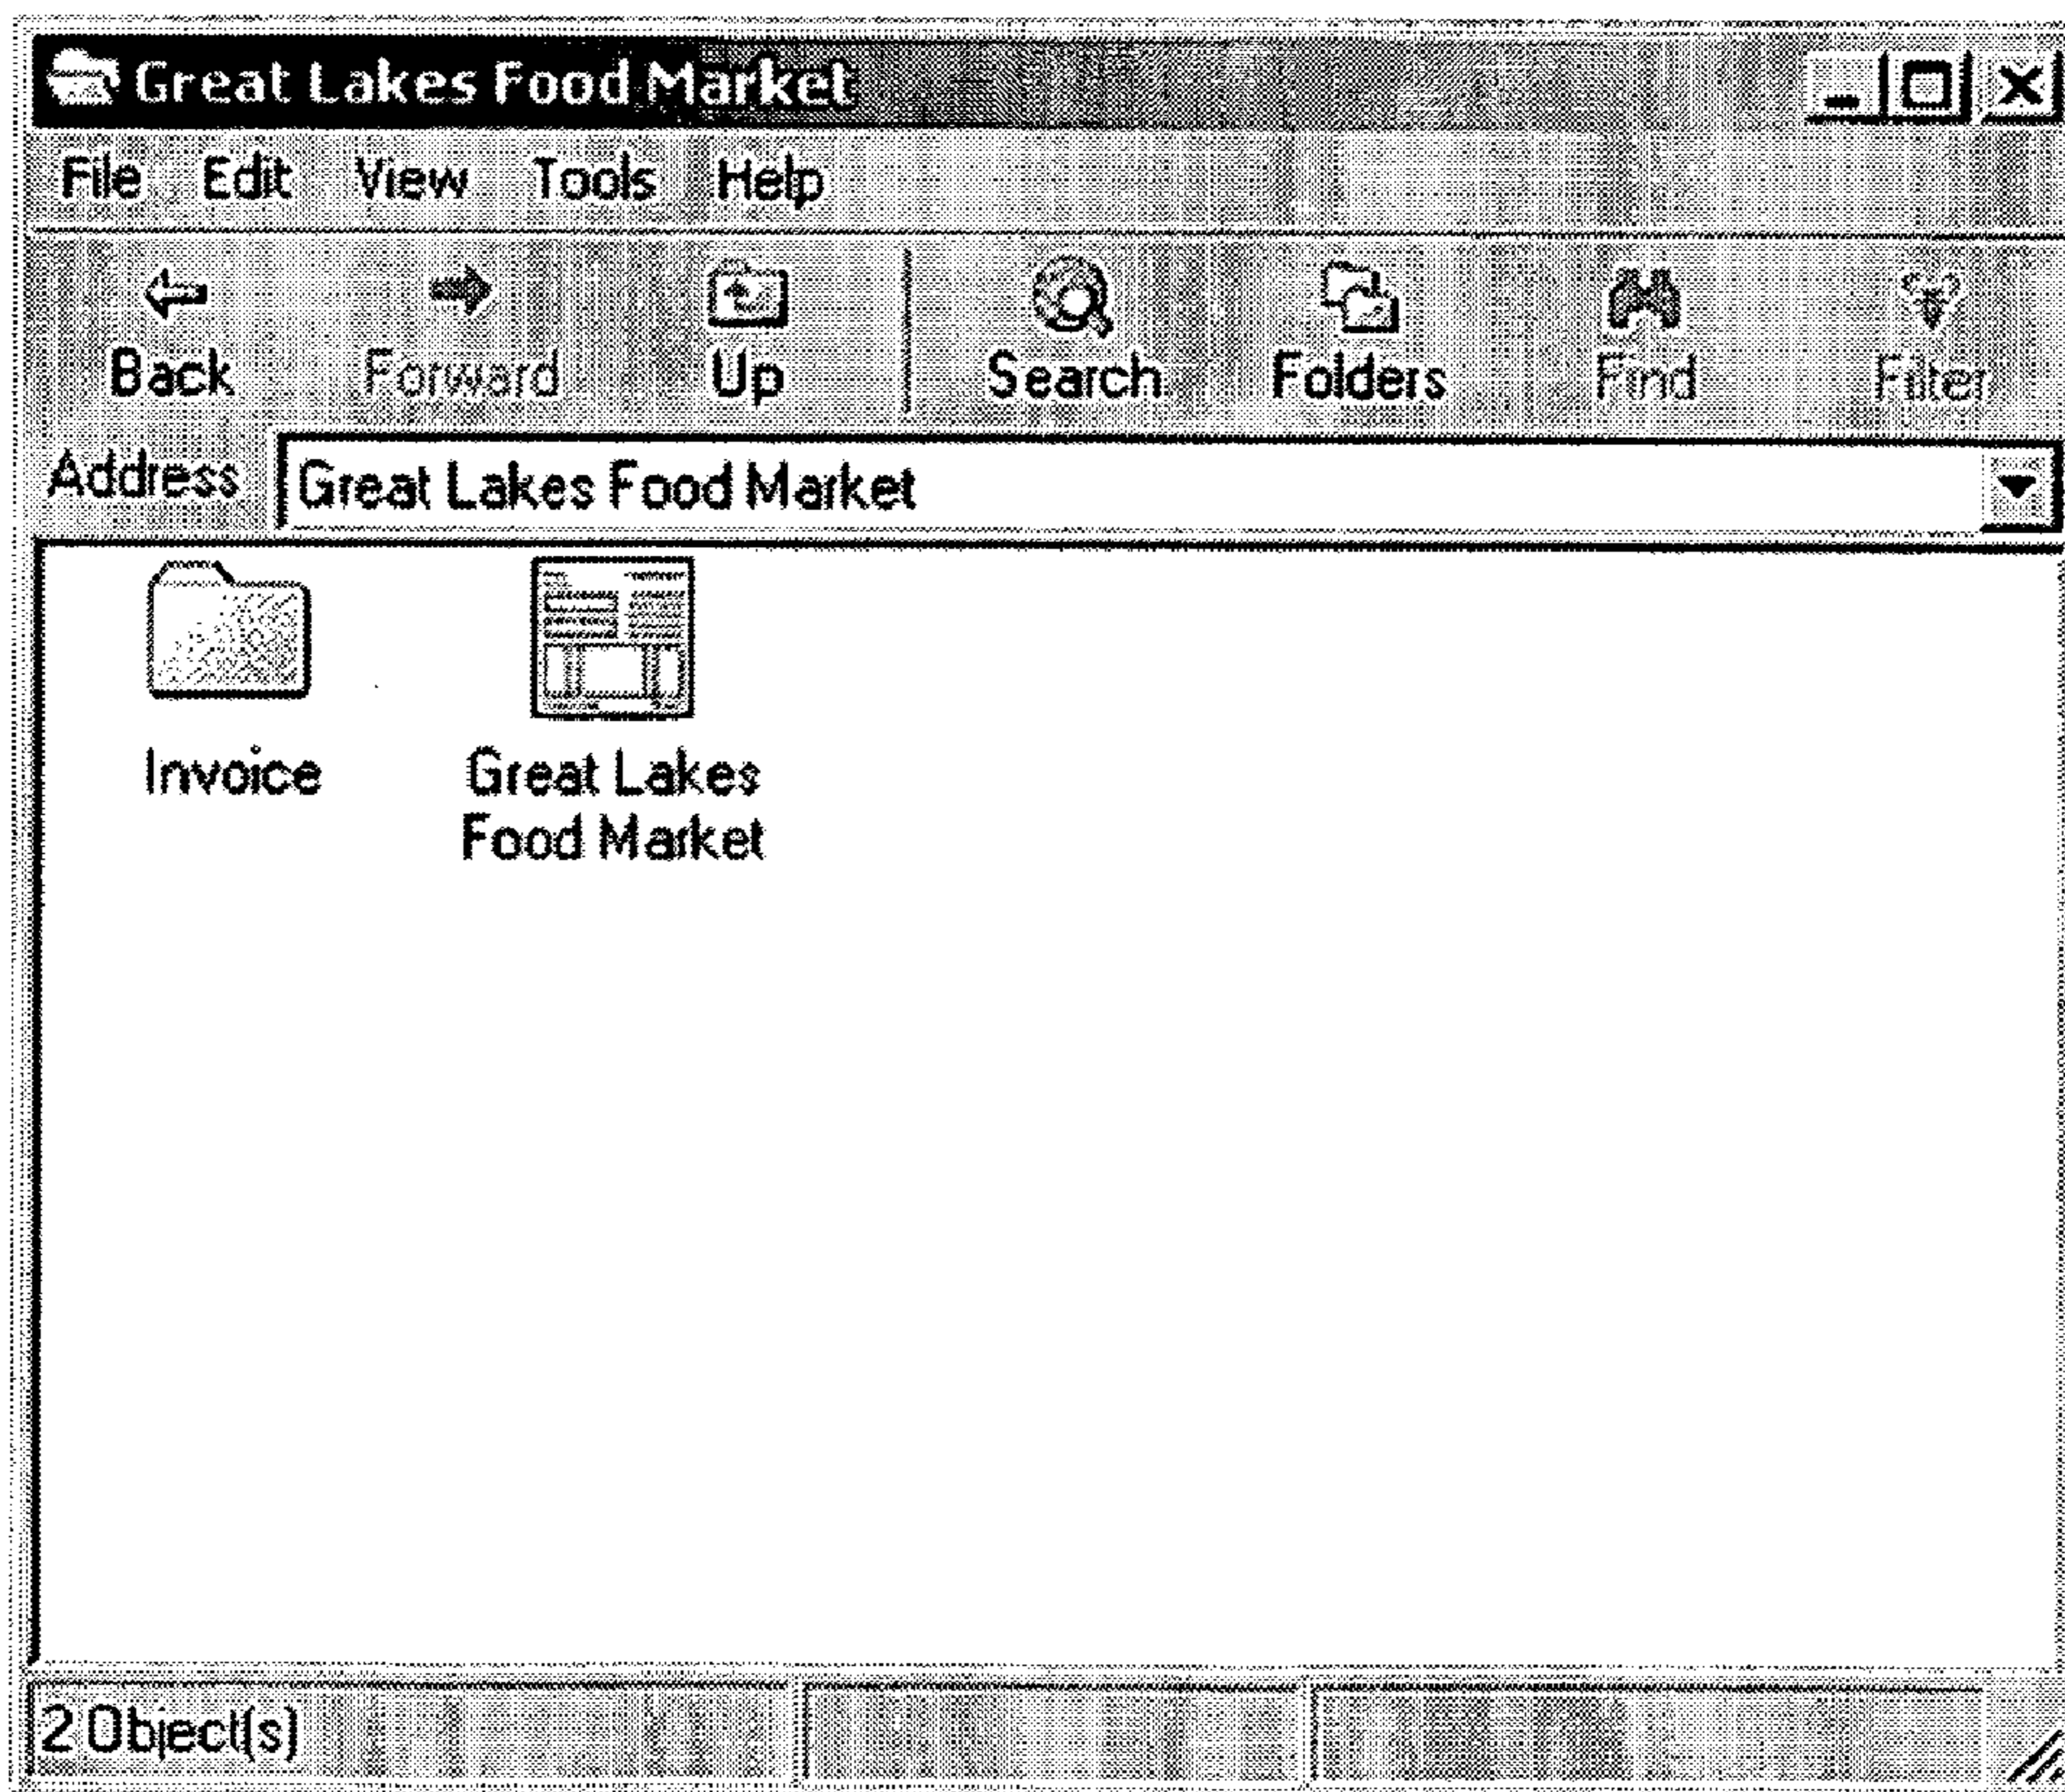 Great Lakes Food Market
File Edit View Tools Help
Back Forward Up Search Folders Find Filter
Address Great Lakes Food Market
Invoice
Great Lakes
Food Market
2 Object(s)